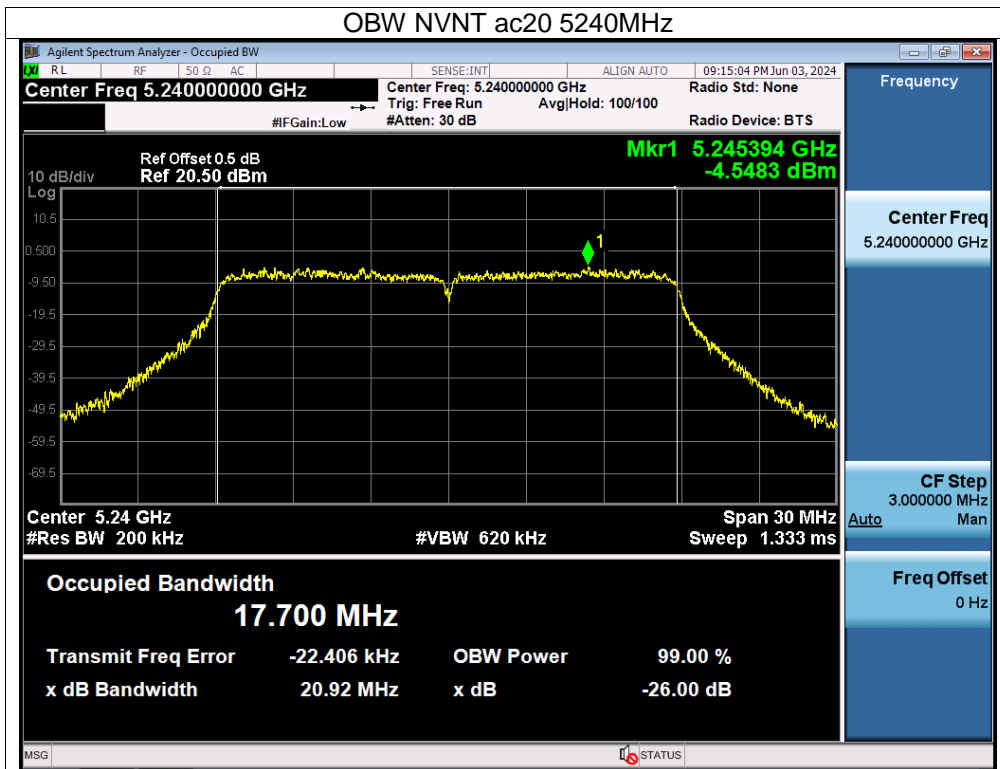 OBW NVNT ac20 5240MHz
Agilent Spectrum Analyzer - Occupied BW
LXI RL RF 50 Ω AC SENSE:INT ALIGN AUTO 09:15:04 PM Jun 03, 2024
Center Freq 5.240000000 GHz
Center Freq: 5.240000000 GHz
Radio Std: None
Trig: Free Run Avg|Hold: 100/100
#IFGain:Low
#Atten: 30 dB
Radio Device: BTS
Mkr1 5.245394 GHz
-4.5483 dBm
Ref Offset 0.5 dB
10 dB/div Ref 20.50 dBm
Log
10.5
0.500
-9.50
-19.5
-29.5
-39.5
-49.5
-59.5
-69.5
1
Center 5.24 GHz Span 30 MHz
#Res BW 200 kHz #VBW 620 kHz Sweep 1.333 ms
Occupied Bandwidth
17.700 MHz
Transmit Freq Error -22.406 kHz OBW Power 99.00 %
x dB Bandwidth 20.92 MHz x dB -26.00 dB
Frequency
Center Freq
5.240000000 GHz
CF Step
3.000000 MHz
Auto Man
Freq Offset
0 Hz
MSG STATUS